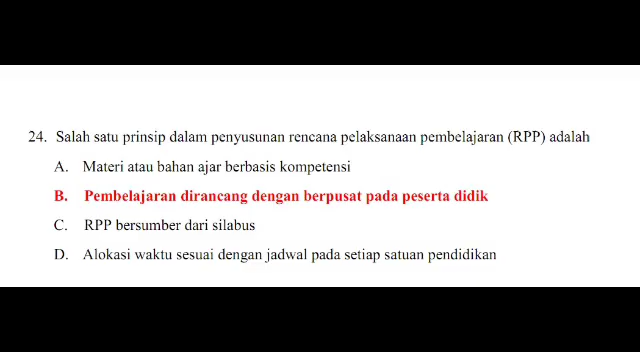 24. Salah satu prinsip dalam penyusunan rencana pelaksanaan pembelajaran (RPP) adalah
A. Materi atau bahan ajar berbasis kompetensi
B. Pembelajaran dirancang dengan berpusat pada peserta didik
C. RPP bersumber dari silabus
D. Alokasi waktu sesuai dengan jadwal pada setiap satuan pendidikan